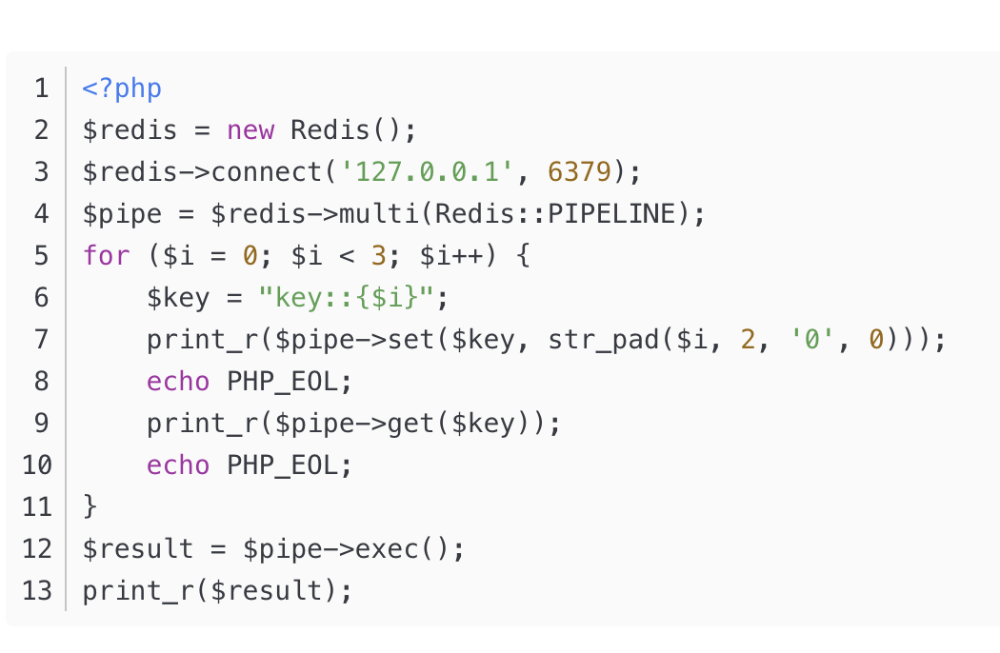 1 <?php
2 $redis = new Redis();
3 $redis->connect('127.0.0.1', 6379);
4 $pipe = $redis->multi(Redis::PIPELINE);
5 for ($i = 0; $i < 3; $i++) {
6     $key = "key::{$i}";
7     print_r($pipe->set($key, str_pad($i, 2, '0', 0)));
8     echo PHP_EOL;
9     print_r($pipe->get($key));
10     echo PHP_EOL;
11 }
12 $result = $pipe->exec();
13 print_r($result);